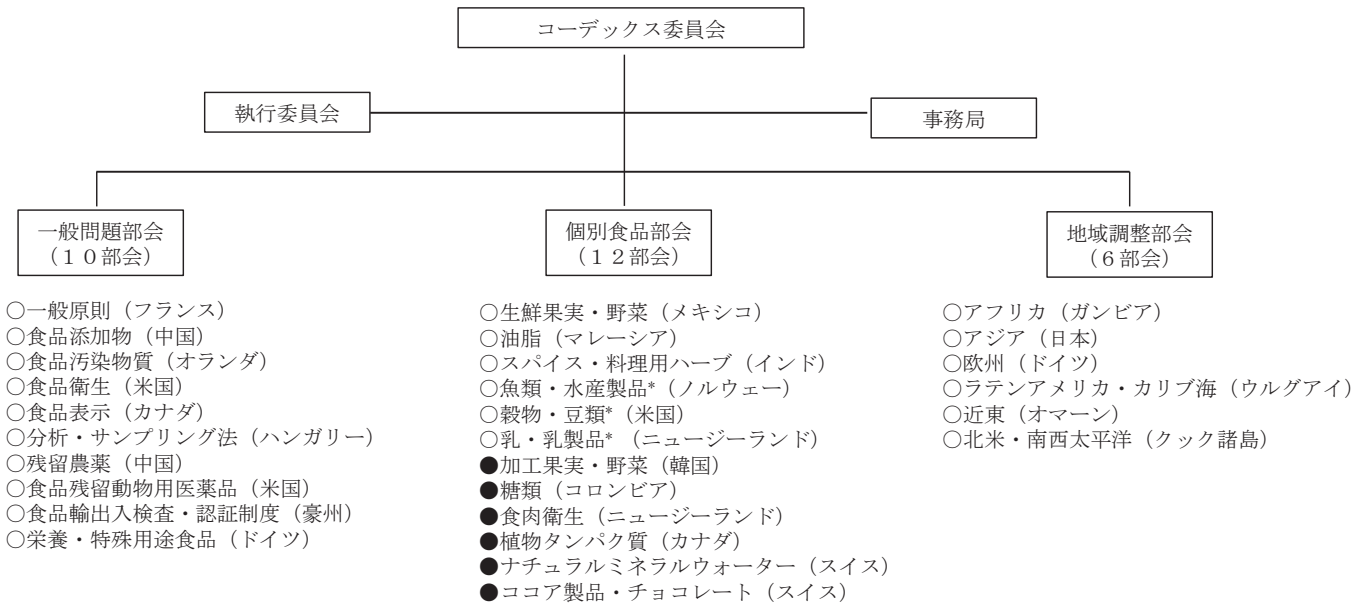 コーデックス委員会
執行委員会
事務局
一般問題部会
（１０部会）
○一般原則（フランス）
○食品添加物（中国）
○食品汚染物質（オランダ）
○食品衛生（米国）
○食品表示（カナダ）
○分析・サンプリング法（ハンガリー）
○残留農薬（中国）
○食品残留動物用医薬品（米国）
○食品輸出入検査・認証制度（豪州）
○栄養・特殊用途食品（ドイツ）
個別食品部会
（１２部会）
○生鮮果実・野菜（メキシコ）
○油脂（マレーシア）
○スパイス・料理用ハーブ（インド）
○魚類・水産製品*（ノルウェー）
○穀物・豆類*（米国）
○乳・乳製品*（ニュージーランド）
●加工果実・野菜（韓国）
●糖類（コロンビア）
●食肉衛生（ニュージーランド）
●植物タンパク質（カナダ）
●ナチュラルミネラルウォーター（スイス）
●ココア製品・チョコレート（スイス）
地域調整部会
（６部会）
○アフリカ（ガンビア）
○アジア（日本）
○欧州（ドイツ）
○ラテンアメリカ・カリブ海（ウルグアイ）
○近東（オマーン）
○北米・南西太平洋（クック諸島）